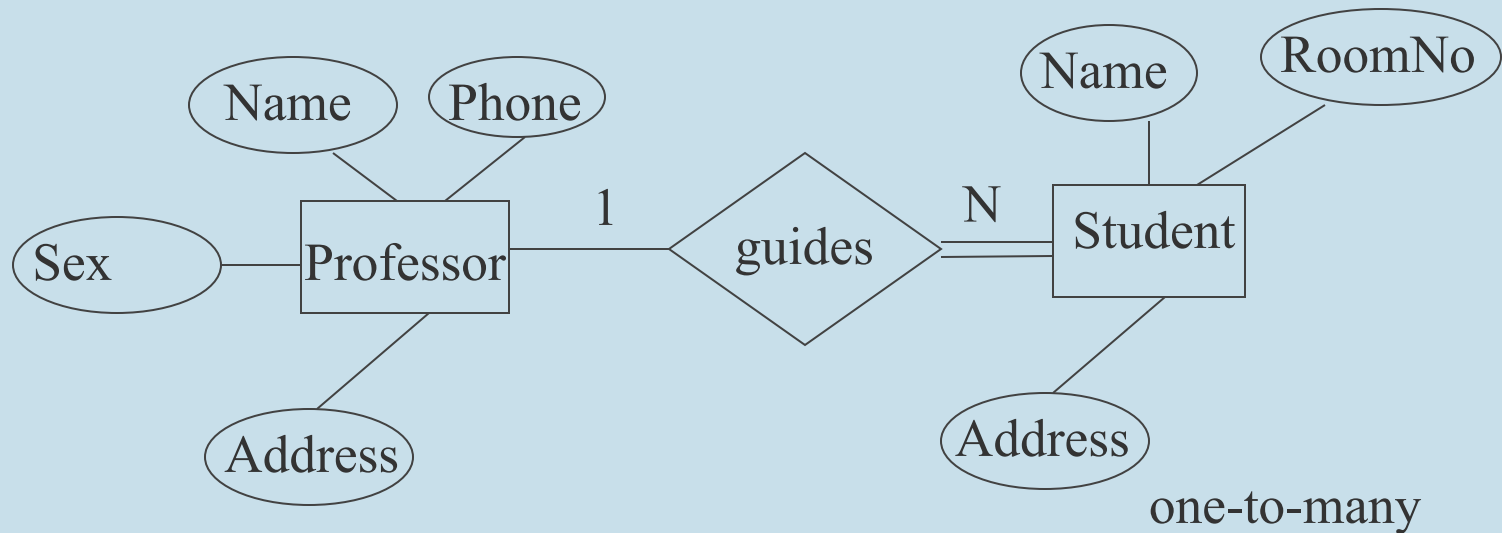 Name
RoomNo
Name
Phone
1
N
Sex
Professor
guides
Student
Address
Address
one-to-many